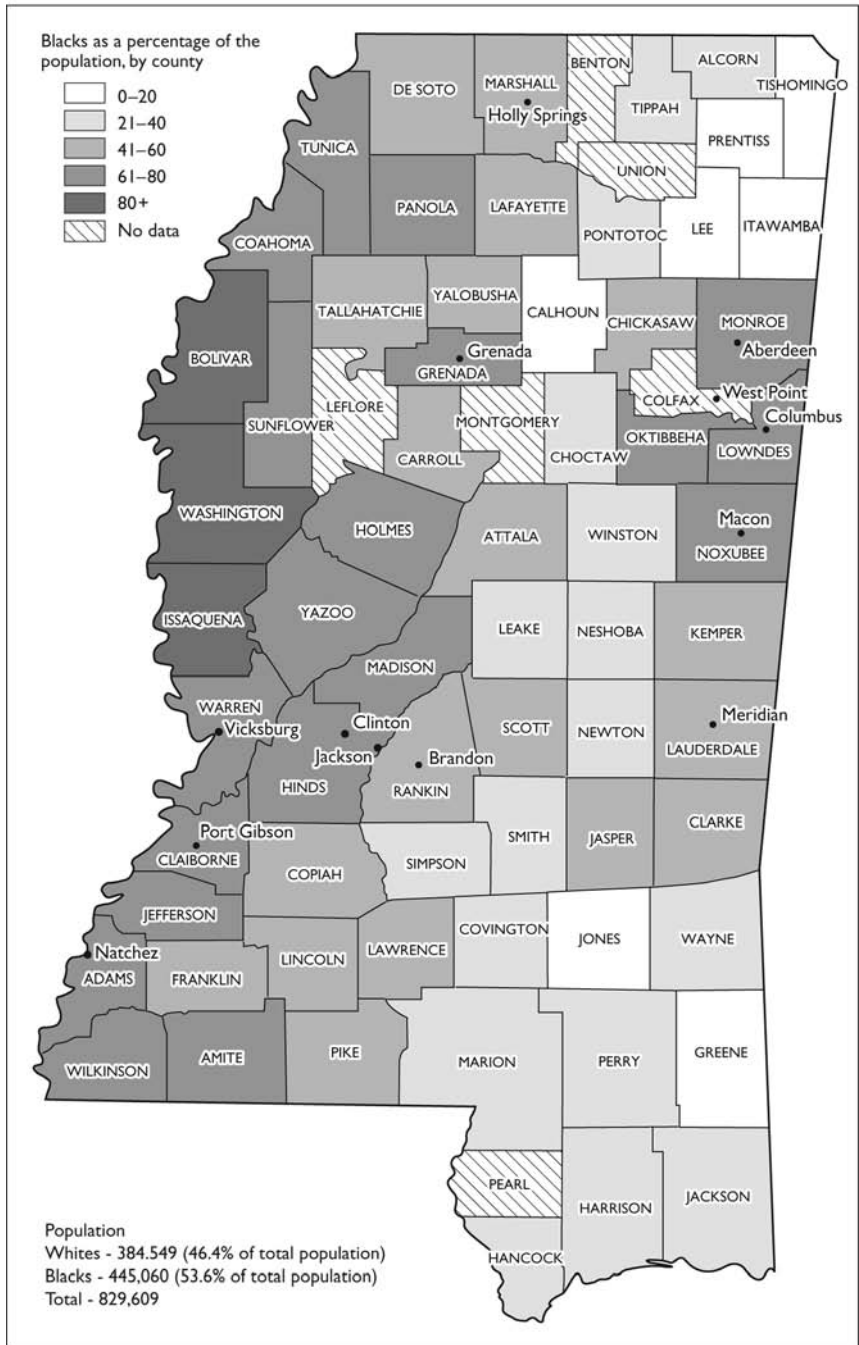 Blacks as a percentage of the
population, by county
0–20
21–40
41–60
61–80
80+
No data
DE SOTO
MARSHALL
Holly Springs
BENTON
TIPPAH
ALCORN
TISHOMINGO
TUNICA
PRENTISS
UNION
PANOLA
LAFAYETTE
PONTOTOC
LEE
ITAWAMBA
COAHOMA
TALLAHATCHIE
YALOBUSHA
CALHOUN
CHICKASAW
MONROE
Aberdeen
BOLIVAR
Grenada
GRENADA
SUNFLOWER
LEFLORE
MONTGOMERY
COLFAX
West Point
Columbus
CARROLL
CHOCTAW
OKTIBBEHA
LOWNDES
WASHINGTON
HOLMES
ATTALA
WINSTON
Macon
NOXUBEE
ISSAQUENA
YAZOO
LEAKE
NESHOBA
KEMPER
MADISON
WARREN
Vicksburg
Clinton
Jackson
HINDS
Brandon
RANKIN
SCOTT
NEWTON
Meridian
LAUDERDALE
Port Gibson
CLAIBORNE
COPIAH
SIMPSON
SMITH
JASPER
CLARKE
JEFFERSON
Natchez
ADAMS
FRANKLIN
LINCOLN
LAWRENCE
COVINGTON
JONES
WAYNE
WILKINSON
AMITE
PIKE
MARION
PERRY
GREENE
PEARL
HARRISON
JACKSON
HANCOCK
Population
Whites - 384.549 (46.4% of total population)
Blacks - 445,060 (53.6% of total population)
Total - 829,609